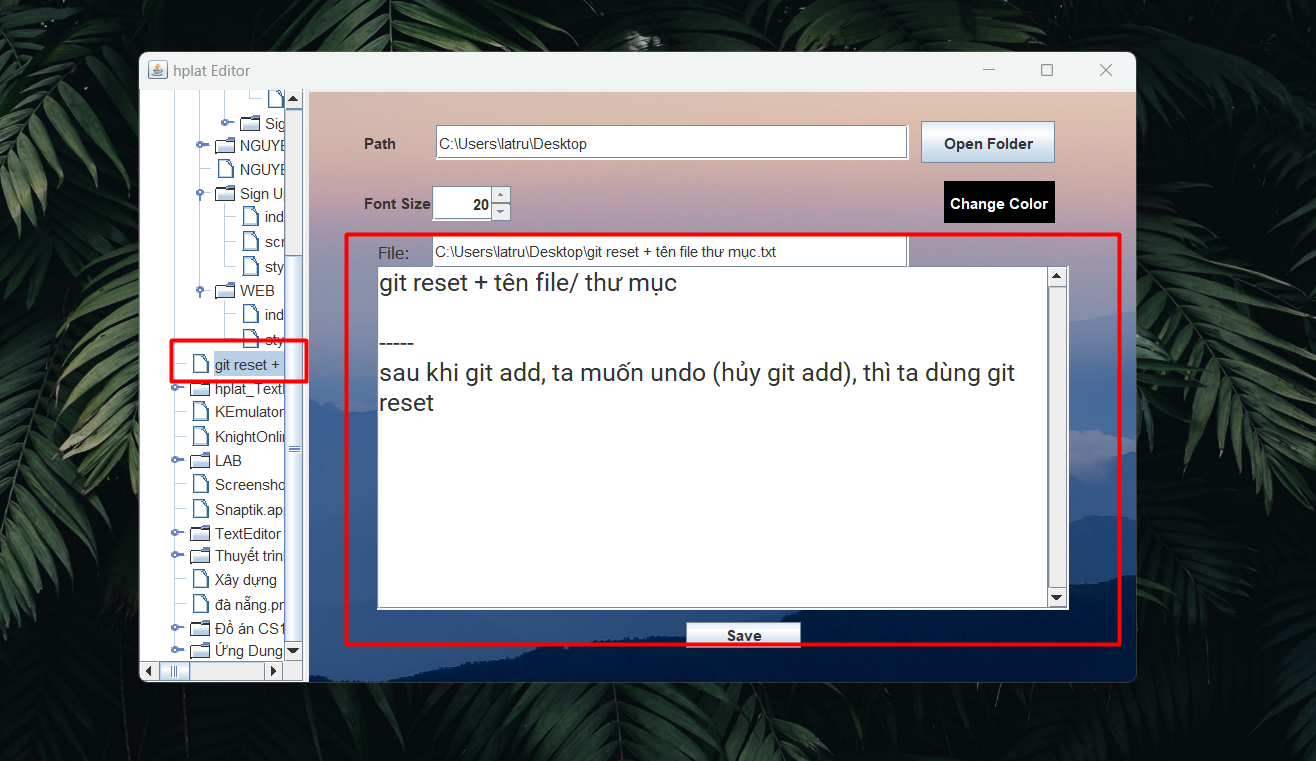 hplat Editor
Sig
NGUYE
NGUYE
Sign U
ind
scr
sty
WEB
ind
sty
git reset +
hplat_Text
KEmulator
KnightOnli
LAB
Screensho
Snaptik.ap
TextEditor
Thuyết trìn
Xây dựng
đà nẵng.pr
Đồ án CS1
Ứng Dung
Path
C:\Users\latru\Desktop
Open Folder
Font Size
20
Change Color
File:
C:\Users\latru\Desktop\git reset + tên file thư mục.txt
git reset + tên file/ thư mục
-----
sau khi git add, ta muốn undo (hủy git add), thì ta dùng git
reset
Save